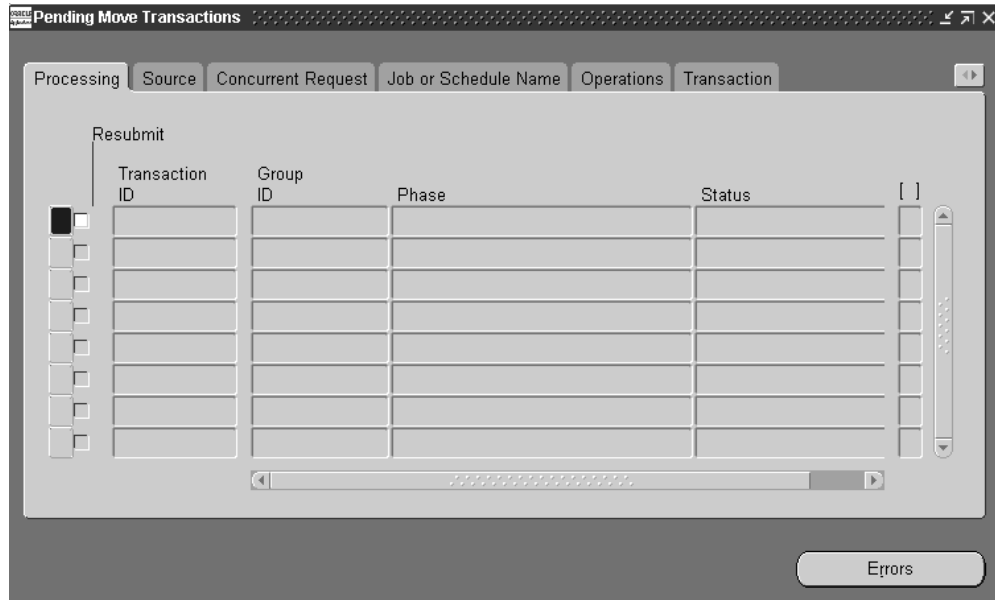 Pending Move Transactions
Processing Source Concurrent Request Job or Schedule Name Operations Transaction
Resubmit
Transaction Group
ID ID Phase Status [ ]
Errors